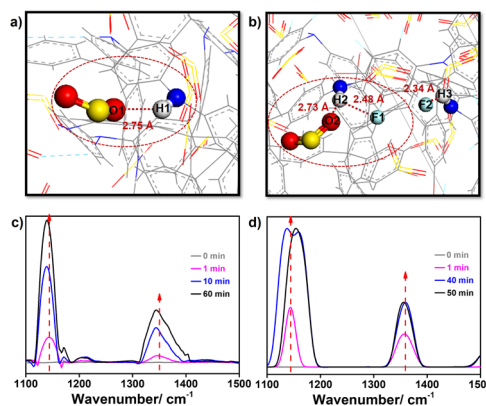 a)
O1
H1
2.75 Å
b)
2.34 Å
H3
H2
2.48 Å
F2
2.73 Å
F1
O2
c)
0 min
1 min
10 min
60 min
1100 1200 1300 1400 1500
Wavenumber/ cm-1
d)
0 min
1 min
40 min
50 min
1100 1200 1300 1400 1500
Wavenumber/ cm-1